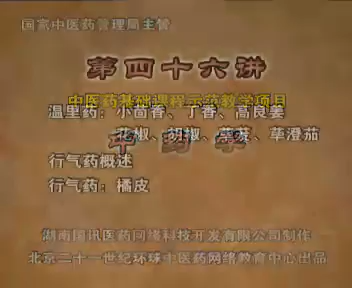 国家中医药管理局主管
第四十六讲
中医药基础课程示范教学项目
温里药：小茴香、丁香、高良姜
花椒、胡椒、荜茇、荜澄茄
中药学
行气药概述
行气药：橘皮
湖南国讯医药网络科技开发有限公司制作
北京二十一世纪环球中医药网络教育中心出品